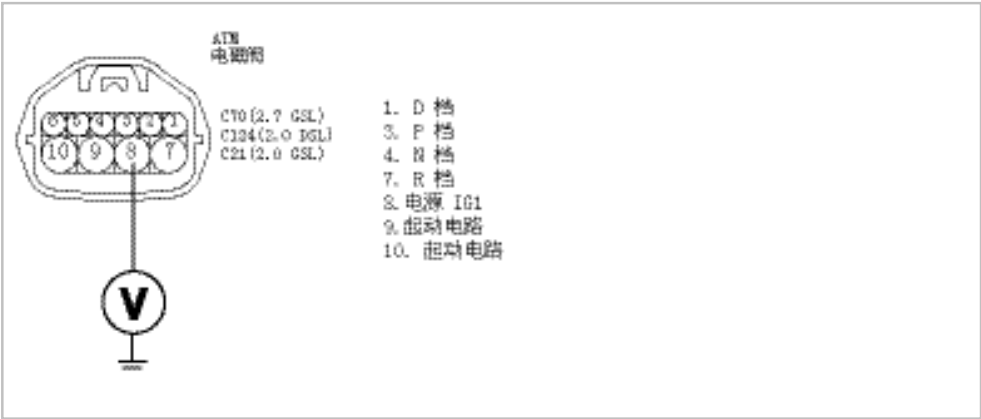 ATM
电磁阀
C70(2.7 GSL)
C124(2.0 DSL)
C21(2.0 GSL)
6 5 4 3 2 1
10 9 8 7
1. D 档
3. P 档
4. N 档
7. R 档
8. 电源 IG1
9. 起动电路
10. 起动电路
V